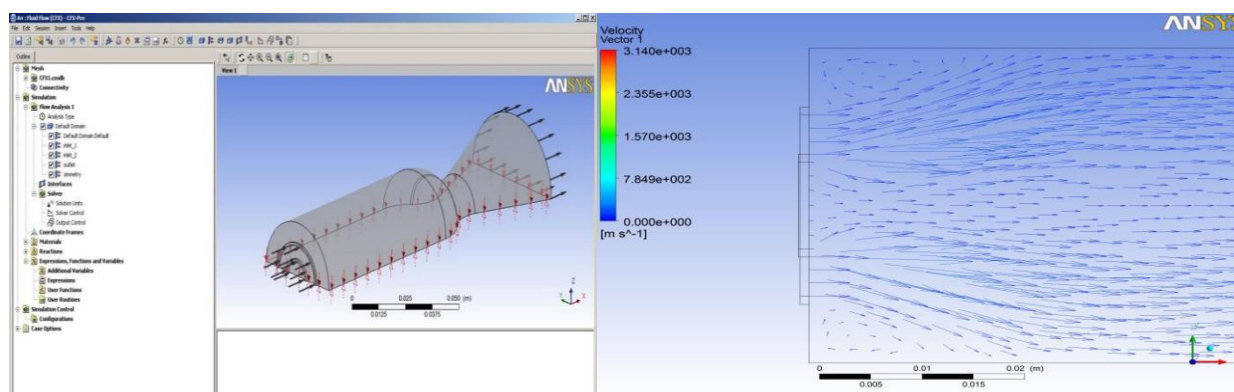 A4 : Fluid Flow (CFX) - CFX-Pre
File Edit Session Insert Tools Help
Outline
Mesh
CFX1.cmdb
Connectivity
Simulation
Flow Analysis 1
Analysis Type
Default Domain
Default Domain Default
inlet_1
inlet_2
outlet
simmetry
Interfaces
Solver
Solution Units
Solver Control
Output Control
Coordinate Frames
Materials
Reactions
Expressions, Functions and Variables
Additional Variables
Expressions
User Functions
User Routines
Simulation Control
Configurations
Case Options
View 1
ANSYS
0 0.025 0.050 (m)
0.0125 0.0375
Z
Y X
Velocity
Vector 1
3.140e+003
2.355e+003
1.570e+003
7.849e+002
0.000e+000
[m s^-1]
ANSYS
0 0.01 0.02 (m)
0.005 0.015